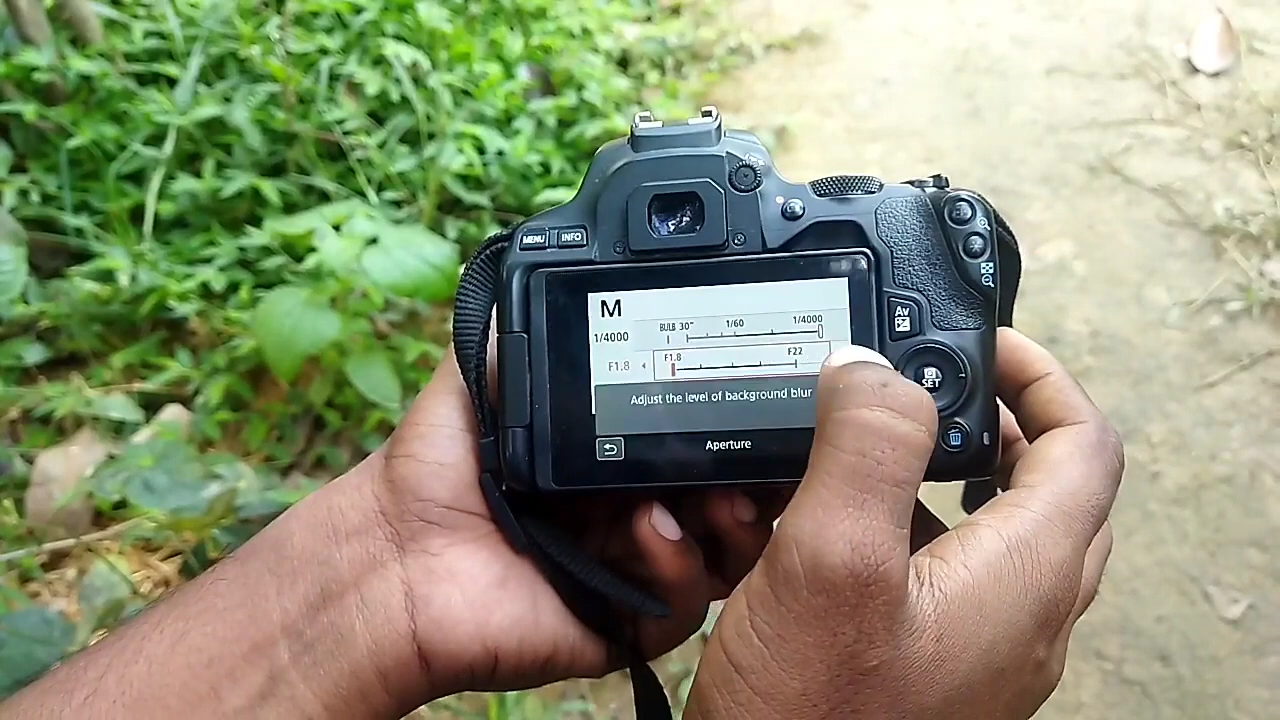 MENU INFO
M
Av
1/4000 BULB 30" 1/60 1/4000
F1.8 F1.8 F22
SET
Adjust the level of background blur
Aperture